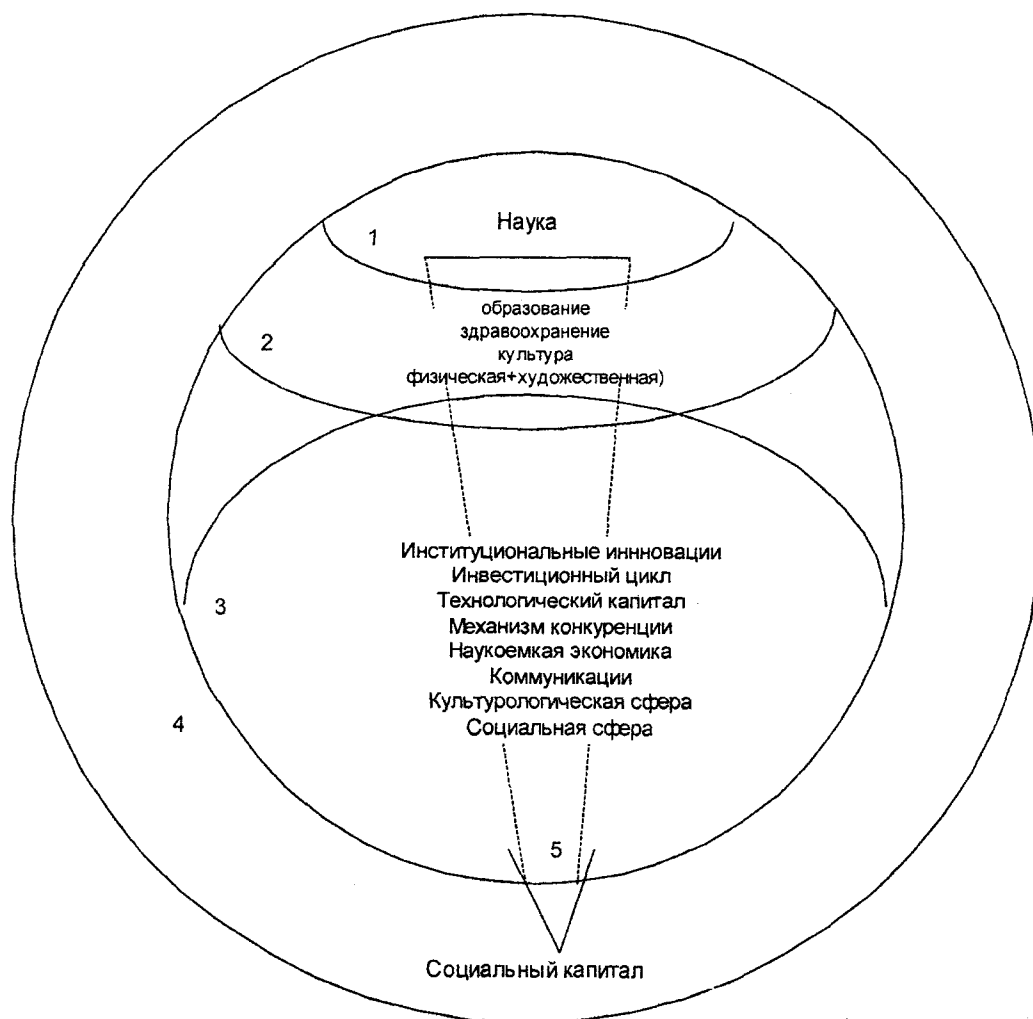 Наука
1
образование
здравоохранение
2
культура
физическая+художественная)
Институциональные иннновации
Инвестиционный цикл
Технологический капитал
3
Механизм конкуренции
Наукоемкая экономика
Коммуникации
Культурологическая сфера
4
Социальная сфера
5
Социальный капитал